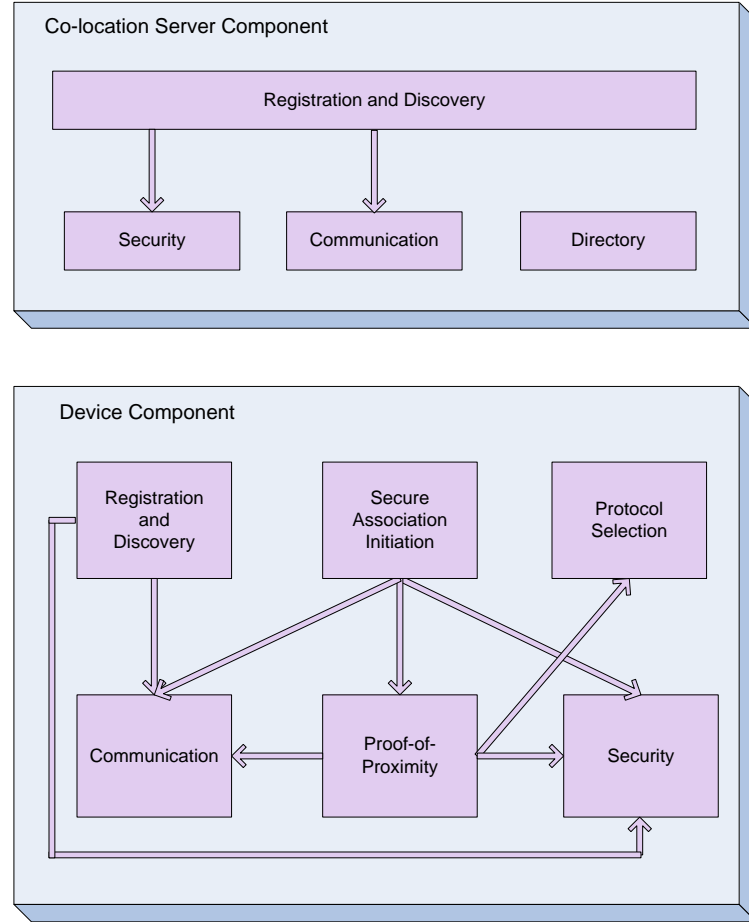 Co-location Server Component
Registration and Discovery
Security
Communication
Directory
Device Component
Registration
and
Discovery
Secure
Association
Initiation
Protocol
Selection
Communication
Proof-of-
Proximity
Security